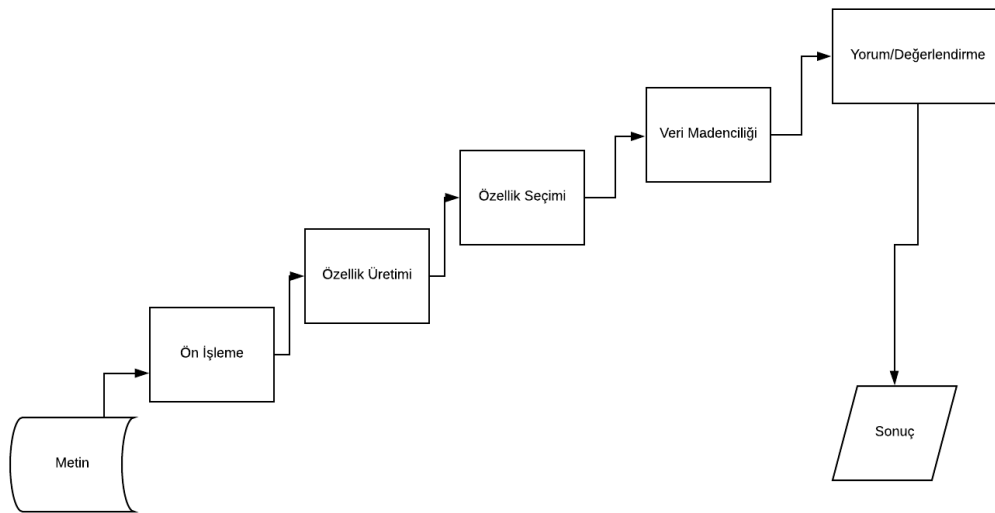 Yorum/Değerlendirme
Veri Madenciliği
Özellik Seçimi
Özellik Üretimi
Ön İşleme
Metin
Sonuç